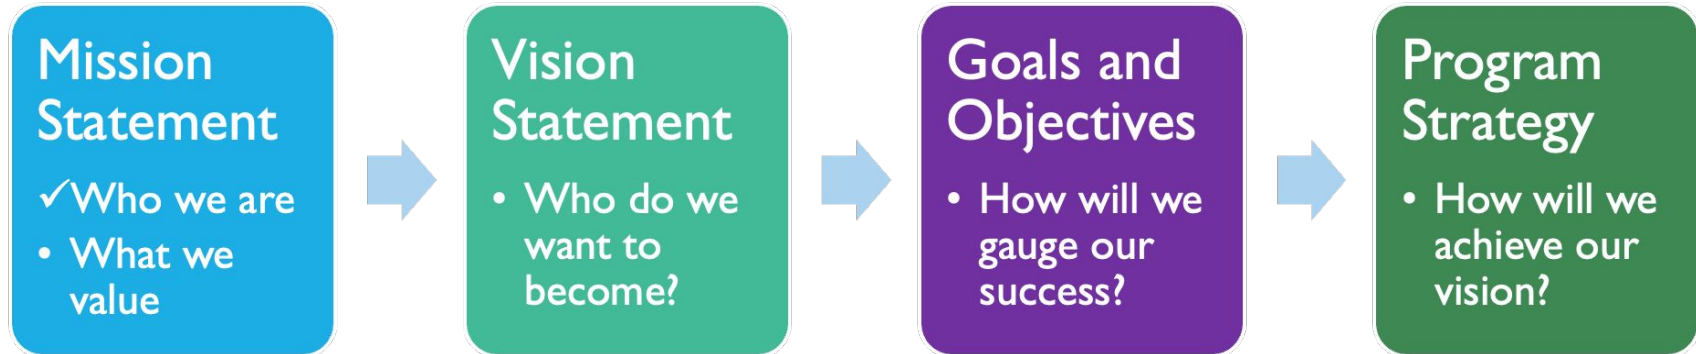 Mission
Statement
✓Who we are
• What we
value
Vision
Statement
• Who do we
want to
become?
Goals and
Objectives
• How will we
gauge our
success?
Program
Strategy
• How will we
achieve our
vision?